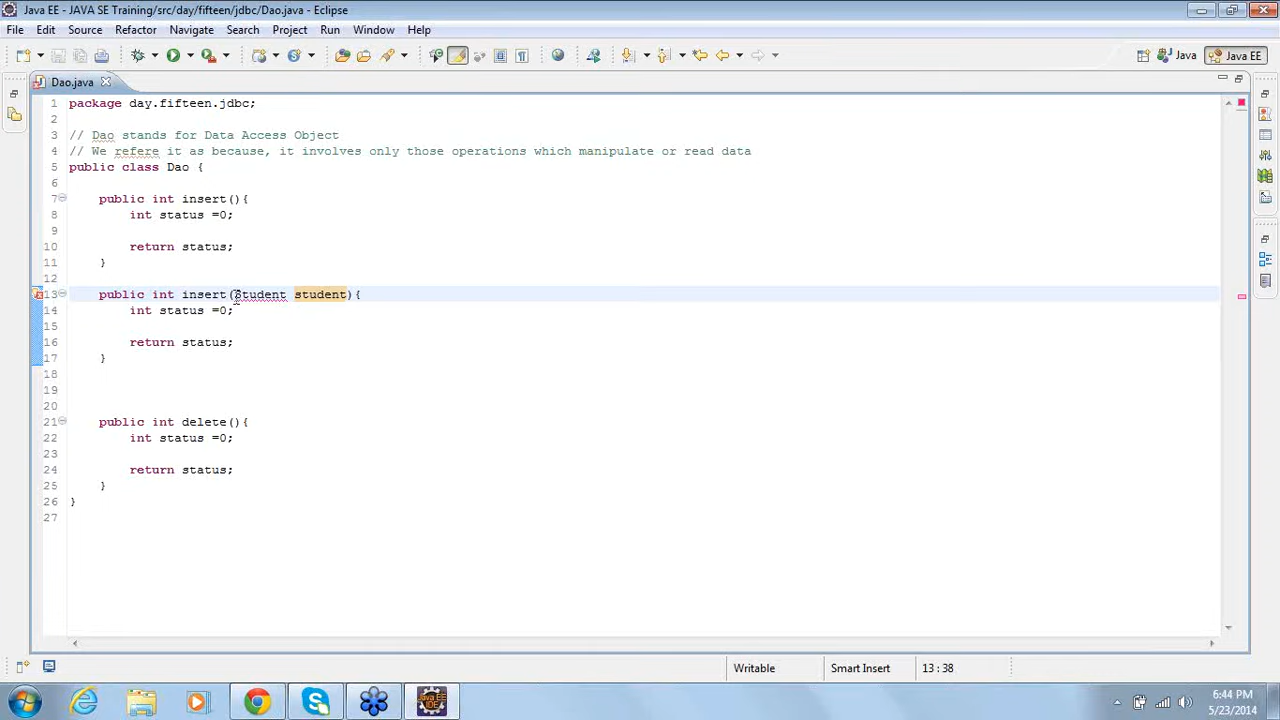 Java EE - JAVA SE Training/src/day/fifteen/jdbc/Dao.java - Eclipse
File Edit Source Refactor Navigate Search Project Run Window Help
Java Java EE
Dao.java
1 package day.fifteen.jdbc;
2
3 // Dao stands for Data Access Object
4 // We refere it as because, it involves only those operations which manipulate or read data
5 public class Dao {
6
7 public int insert(){
8 int status =0;
9
10 return status;
11 }
12
13 public int insert(Student student){
14 int status =0;
15
16 return status;
17 }
18
19
20
21 public int delete(){
22 int status =0;
23
24 return status;
25 }
26 }
27
Writable Smart Insert 13 : 38
Java EE IDE
6:44 PM
5/23/2014